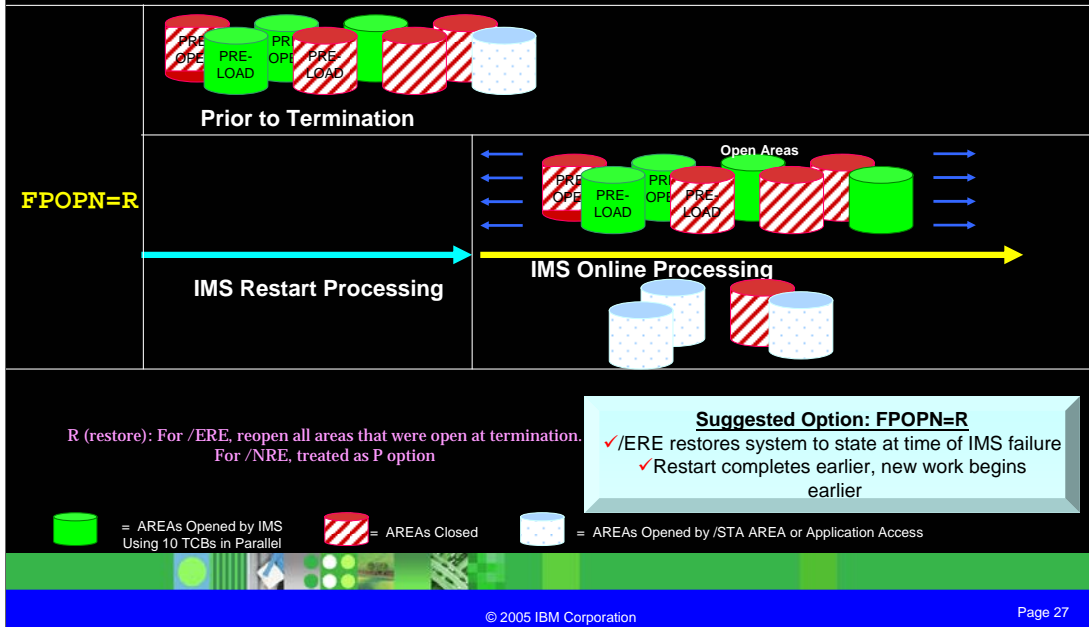 PRE-
OPE
PRE-
LOAD
PRE
OPE
PRE-
LOAD
Prior to Termination
FPOPN=R
Open Areas
PRE
OPE
PRE-
LOAD
PRE
OPE
PRE-
LOAD
IMS Restart Processing
IMS Online Processing
R (restore): For /ERE, reopen all areas that were open at termination.
For /NRE, treated as P option
Suggested Option: FPOPN=R
✓/ERE restores system to state at time of IMS failure
✓Restart completes earlier, new work begins
earlier
= AREAs Opened by IMS
Using 10 TCBs in Parallel
= AREAs Closed
= AREAs Opened by /STA AREA or Application Access
© 2005 IBM Corporation
Page 27